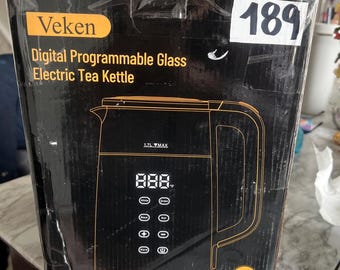 Veken
189
Digital Programmable Glass
Electric Tea Kettle
1.7L ▼MAX
888